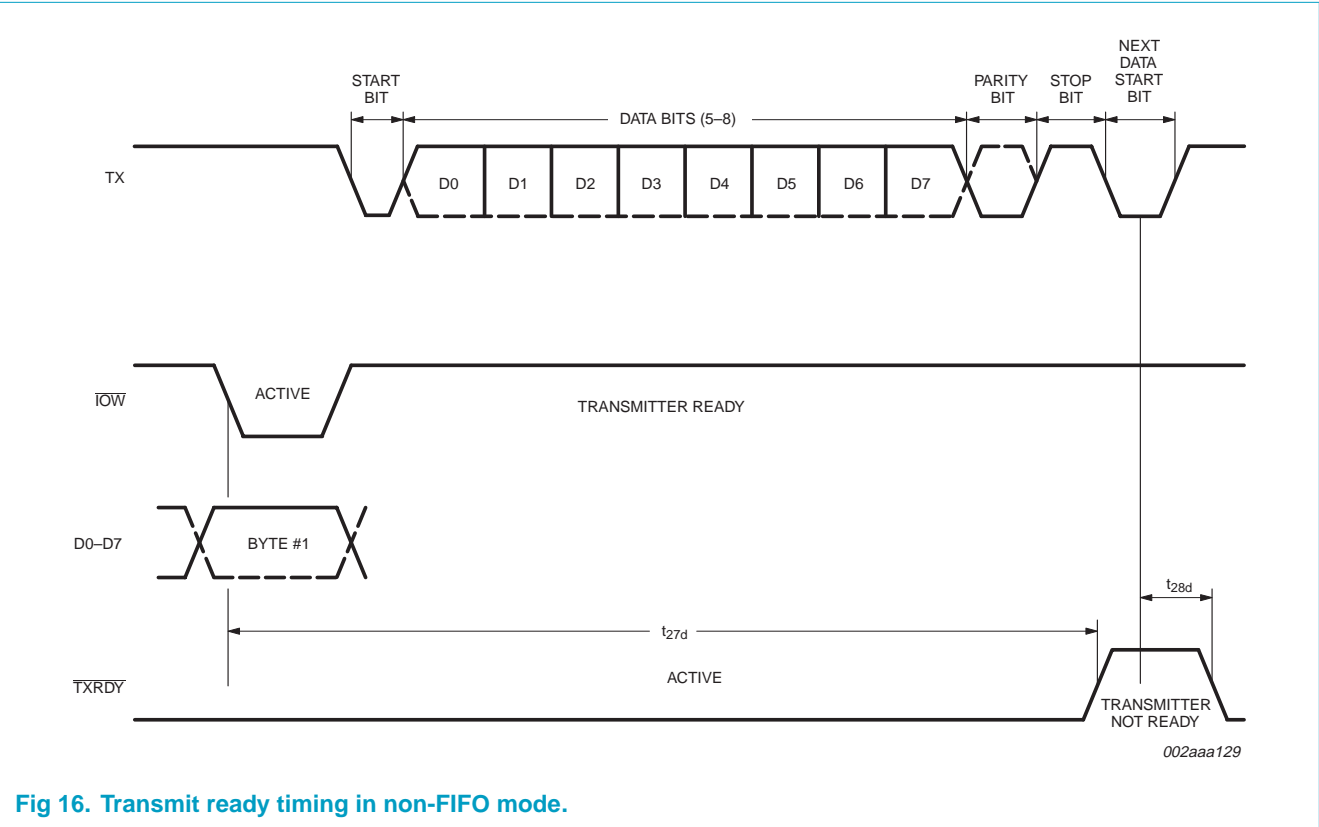 NEXT
DATA
START
BIT
START
BIT
PARITY
BIT
STOP
BIT
DATA BITS (5–8)
TX
D0
D1
D2
D3
D4
D5
D6
D7
IOW
ACTIVE
TRANSMITTER READY
D0–D7
BYTE #1
t28d
t27d
TXRDY
ACTIVE
TRANSMITTER
NOT READY
002aaa129
Fig 16. Transmit ready timing in non-FIFO mode.